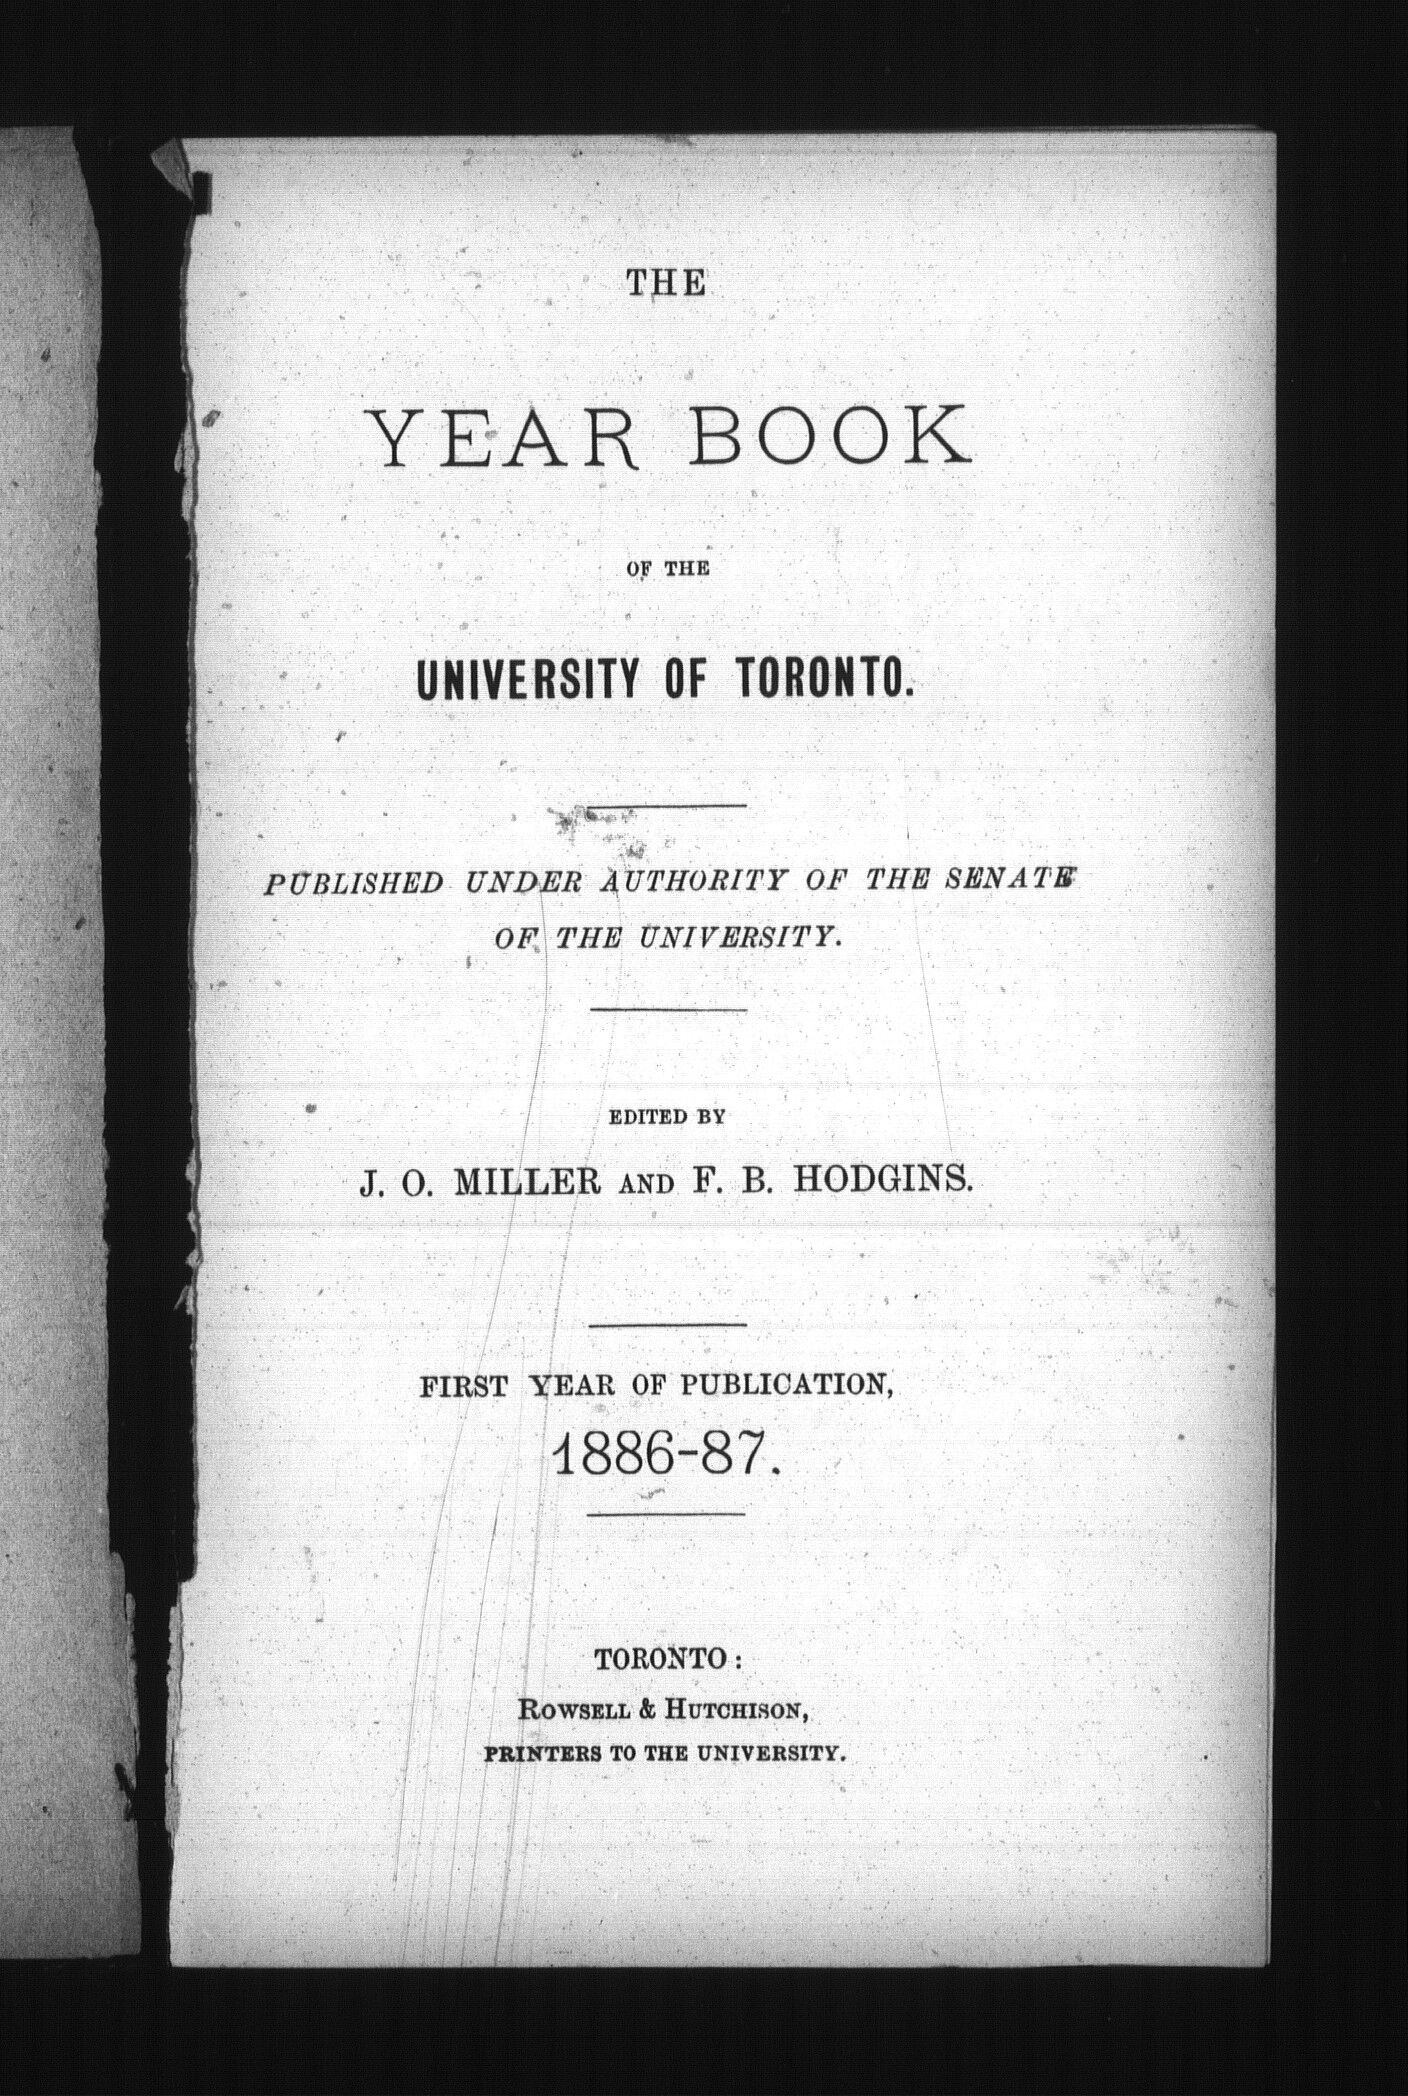 THE
YEAR BOOK
OF THE
UNIVERSITY OF TORONTO.
PUBLISHED UNDER AUTHORITY OF THE SENATE
OF THE UNIVERSITY.
EDITED BY
J. O. MILLER AND F. B. HODGINS.
FIRST YEAR OF PUBLICATION,
1886-87.
TORONTO:
ROWSELL & HUTCHISON,
PRINTERS TO THE UNIVERSITY.